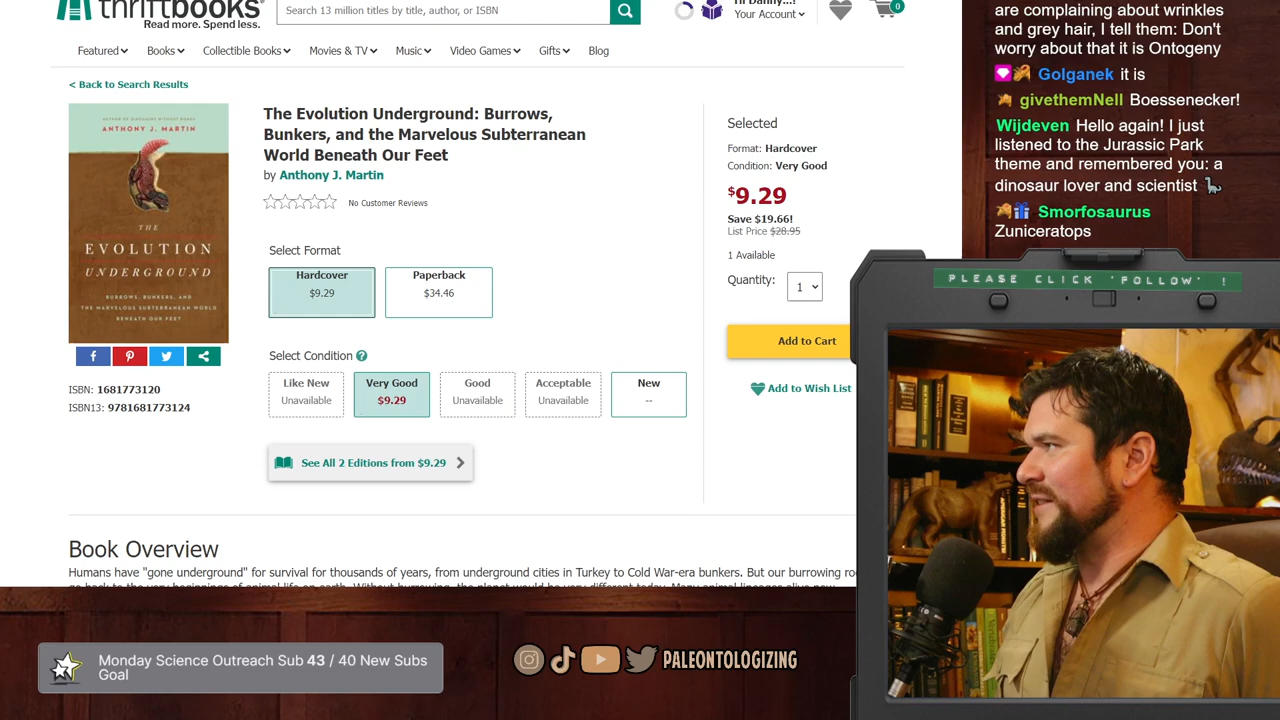 thriftbooks®
Read more. Spend less.
Search 13 million titles by title, author, or ISBN
Hi Danny...!
Your Account
0
Featured
Books
Collectible Books
Movies & TV
Music
Video Games
Gifts
Blog
< Back to Search Results
ANTHONY J. MARTIN
THE
EVOLUTION
UNDERGROUND
BURROWS, BUNKERS, AND
THE MARVELOUS SUBTERRANEAN WORLD
BENEATH OUR FEET
ISBN: 1681773120
ISBN13: 9781681773124
The Evolution Underground: Burrows,
Bunkers, and the Marvelous Subterranean
World Beneath Our Feet
by Anthony J. Martin
No Customer Reviews
Select Format
Hardcover
$9.29
Paperback
$34.46
Select Condition
Like New
Unavailable
Very Good
$9.29
Good
Unavailable
Acceptable
Unavailable
New
--
See All 2 Editions from $9.29
Selected
Format: Hardcover
Condition: Very Good
$9.29
Save $19.66!
List Price $28.95
1 Available
Quantity:
1
Add to Cart
Add to Wish List
Book Overview
Humans have "gone underground" for survival for thousands of years, from underground cities in Turkey to Cold War-era bunkers. But our burrowing
are complaining about wrinkles
and grey hair, I tell them: Don't
worry about that it is Ontogeny
Golganek it is
givethemNell Boessenecker!
Wijdeven Hello again! I just
listened to the Jurassic Park
theme and remembered you: a
dinosaur lover and scientist
Smorfosaurus
Zuniceratops
PLEASE CLICK 'FOLLOW' !
Monday Science Outreach Sub 43 / 40 New Subs
Goal
PALEONTOLOGIZING